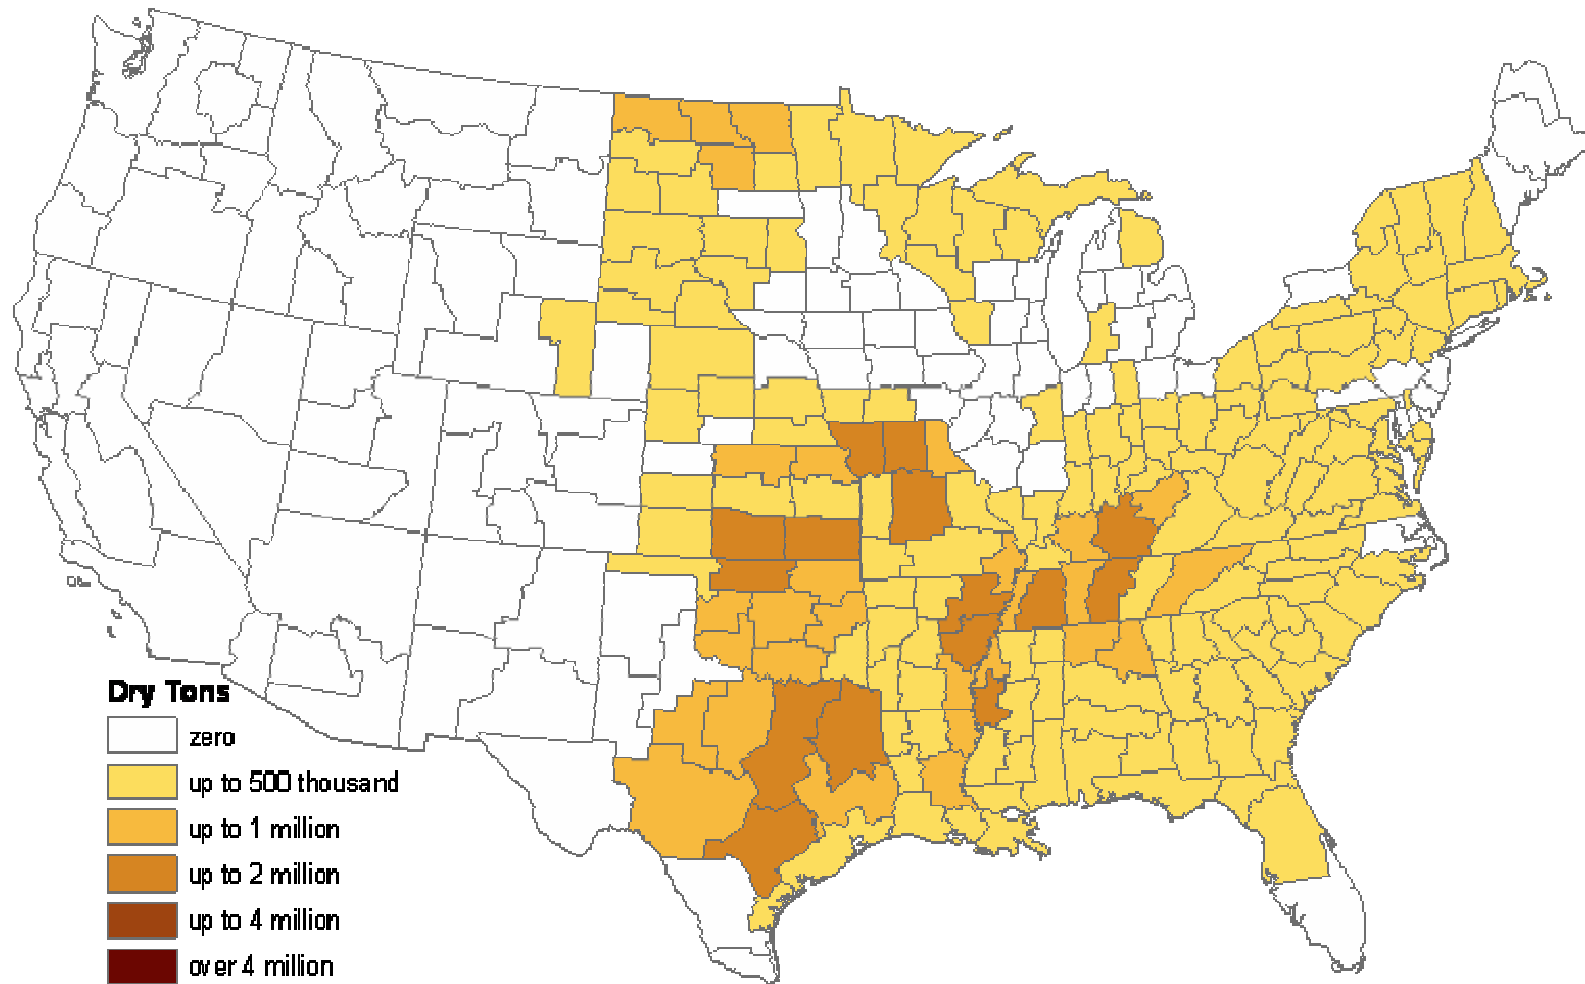 Dry Tons
zero
up to 500 thousand
up to 1 million
up to 2 million
up to 4 million
over 4 million